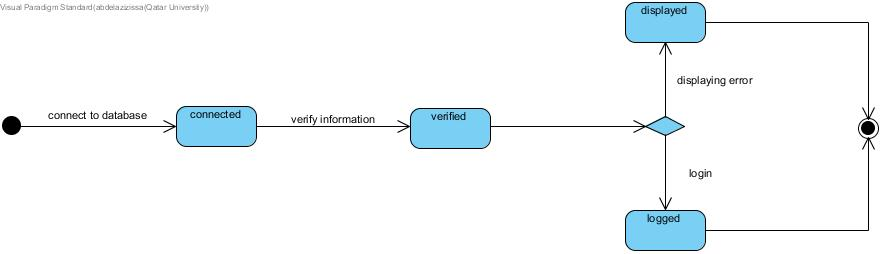 Visual Paradigm Standard(abdelazizissa(Qatar University))
displayed
displaying error
connect to database
connected
verify information
verified
login
logged